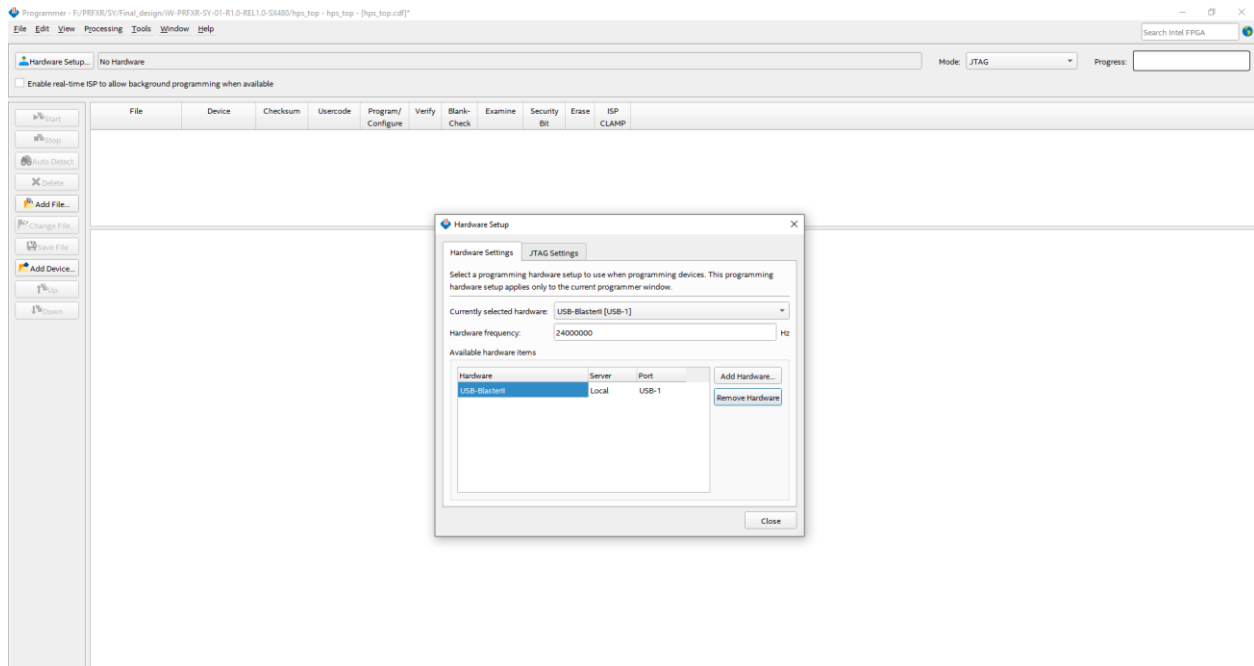 Programmer - F:/PRFXR/SY/Final_design/iW-PRFXR-SY-01-R1.0-REL1.0-SX480/hps_top - hps_top - [hps_top.cdf]*
File Edit View Processing Tools Window Help
Search Intel FPGA
Hardware Setup... No Hardware Mode: JTAG Progress:
Enable real-time ISP to allow background programming when available
File Device Checksum Usercode Program/ Configure Verify Blank- Check Examine Security Bit Erase ISP CLAMP
Start
Stop
Auto Detect
Delete
Add File...
Change File...
Save File
Add Device...
Up
Down
Hardware Setup
Hardware Settings JTAG Settings
Select a programming hardware setup to use when programming devices. This programming
hardware setup applies only to the current programmer window.
Currently selected hardware: USB-BlasterII [USB-1]
Hardware frequency: 24000000 Hz
Available hardware items
Hardware Server Port
USB-BlasterII Local USB-1
Add Hardware...
Remove Hardware
Close